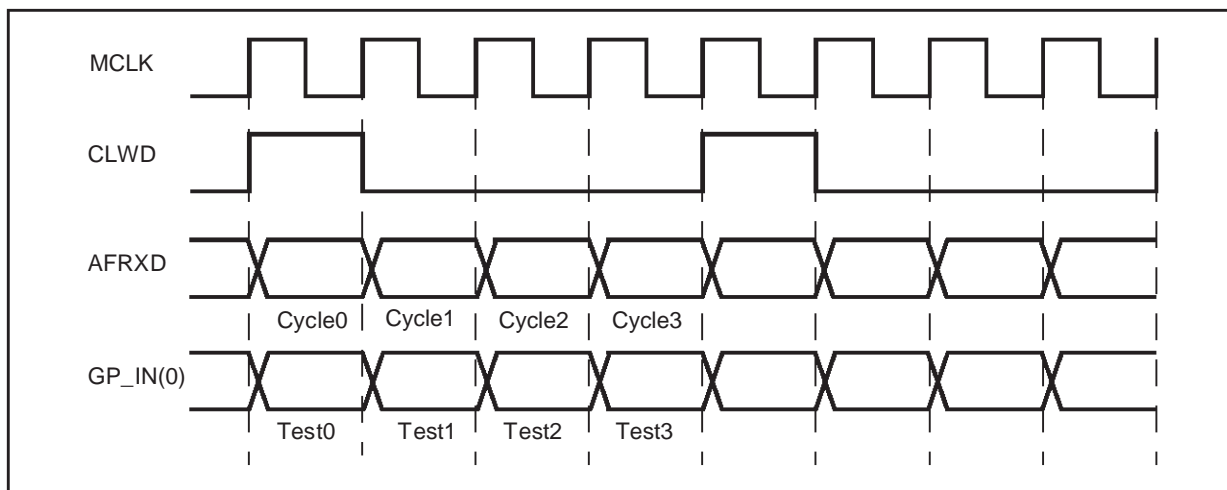 MCLK
CLWD
AFRXD
Cycle0 Cycle1 Cycle2 Cycle3
GP_IN(0)
Test0 Test1 Test2 Test3